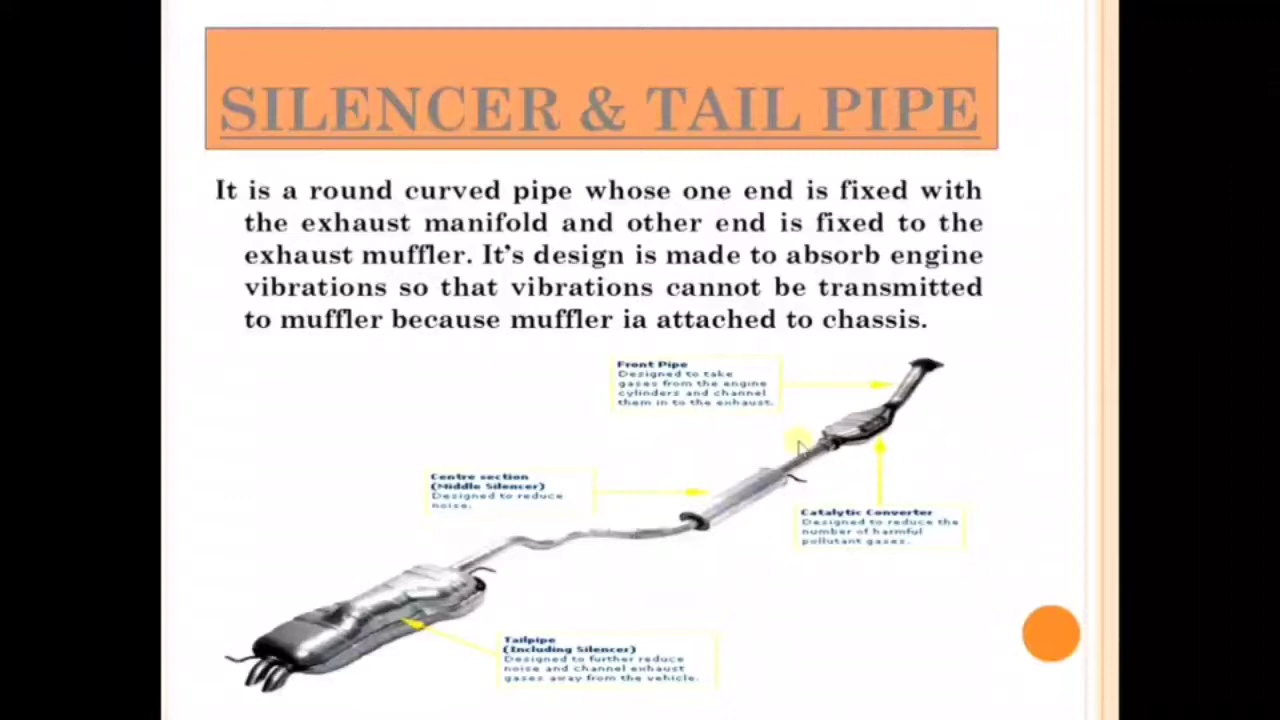 SILENCER & TAIL PIPE
It is a round curved pipe whose one end is fixed with
the exhaust manifold and other end is fixed to the
exhaust muffler. It's design is made to absorb engine
vibrations so that vibrations cannot be transmitted
to muffler because muffler ia attached to chassis.
Front Pipe
Designed to take
gases from the engine
cylinders and channel
them in to the exhaust.
Centre section
(Middle Silencer)
Designed to reduce
noise.
Catalytic Converter
Designed to reduce the
number of harmful
pollutant gases.
Tailpipe
(Including Silencer)
Designed to further reduce
noise and channel exhaust
gases away from the vehicle.